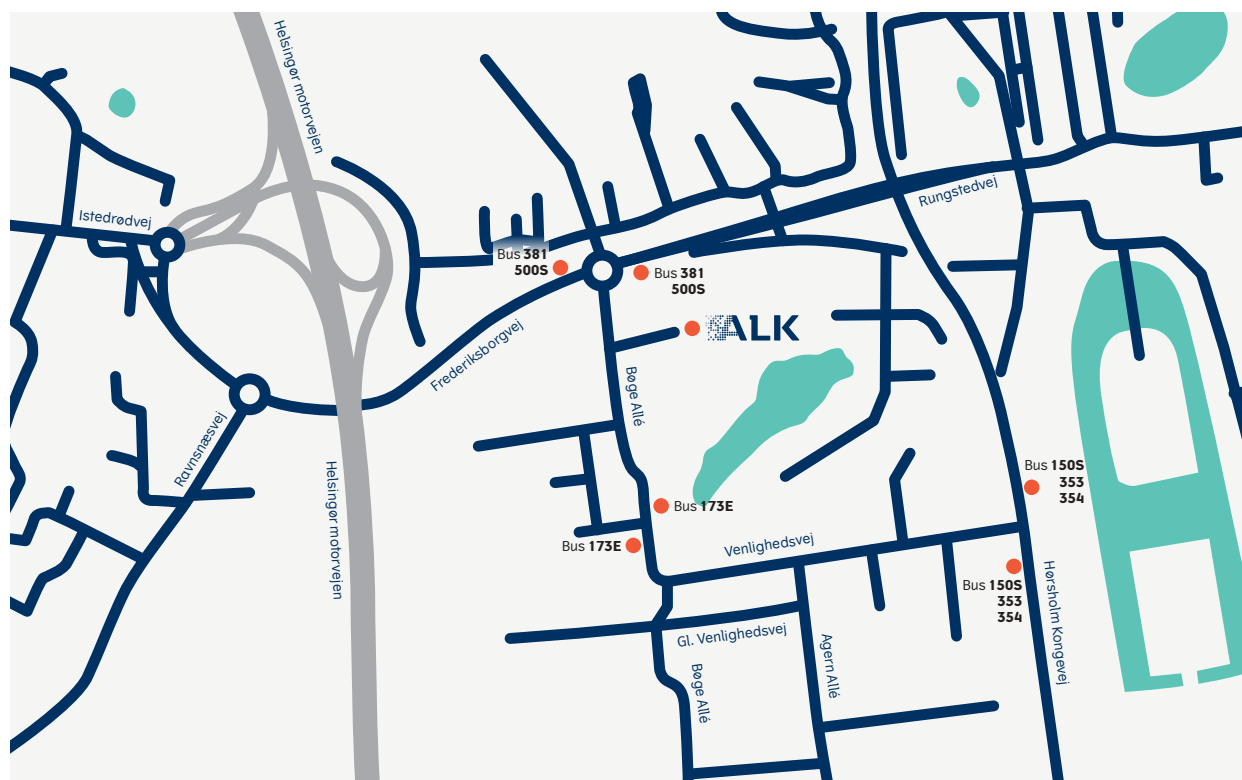 Helsingør motorvejen
Istedrødvej
Rungstedvej
Bus 381
500S
Bus 381
500S
ALK
Frederiksborgvej
Bøge Allé
Ravnsnæsvej
Helsingør motorvejen
Bus 150S
353
354
Bus 173E
Bus 173E
Venlighedsvej
Bus 150S
353
354
Hørsholm Kongevej
Gl. Venlighedsvej
Agern Allé
Bøge Allé